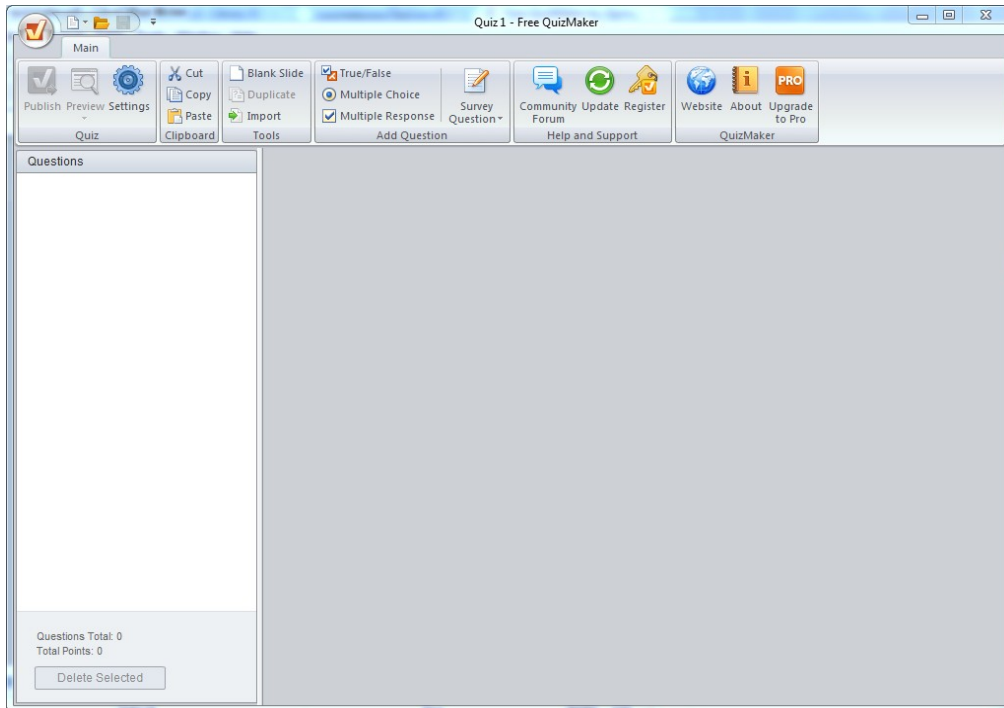 Quiz 1 - Free QuizMaker
Main
Publish Preview Settings
Quiz
Cut
Copy
Paste
Clipboard
Blank Slide
Duplicate
Import
Tools
True/False
Multiple Choice
Multiple Response
Survey
Question
Add Question
Community
Forum
Update Register
Help and Support
Website About
PRO
Upgrade
to Pro
QuizMaker
Questions
Questions Total: 0
Total Points: 0
Delete Selected